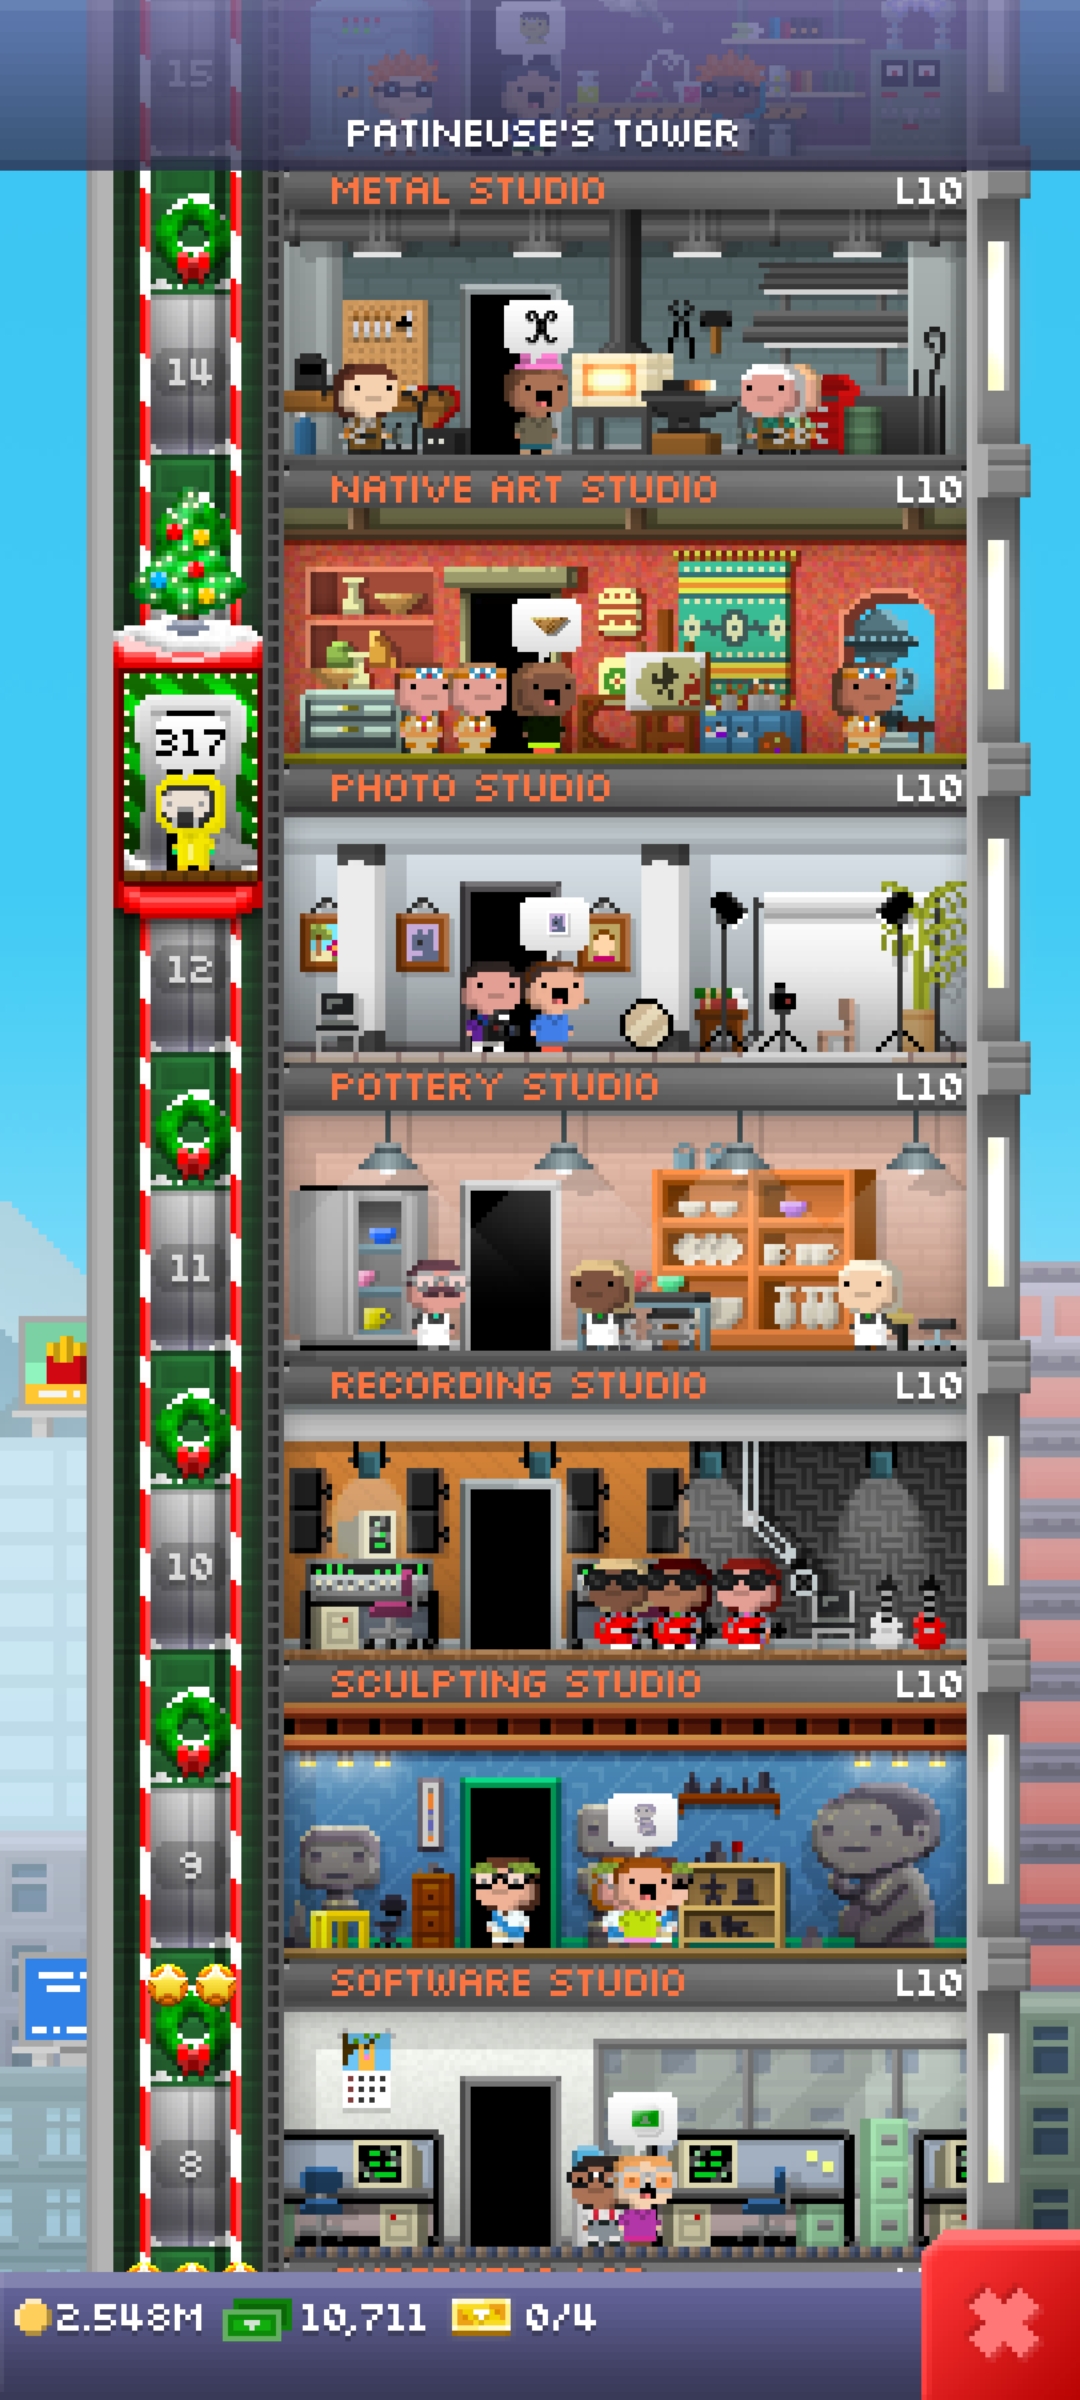 15
PATINEUSE'S TOWER
METAL STUDIO L10
14
NATIVE ART STUDIO L10
317
PHOTO STUDIO L10
12
POTTERY STUDIO L10
11
RECORDING STUDIO L10
10
SCULPTING STUDIO L10
9
SOFTWARE STUDIO L10
8
2.548M 10,711 0/4